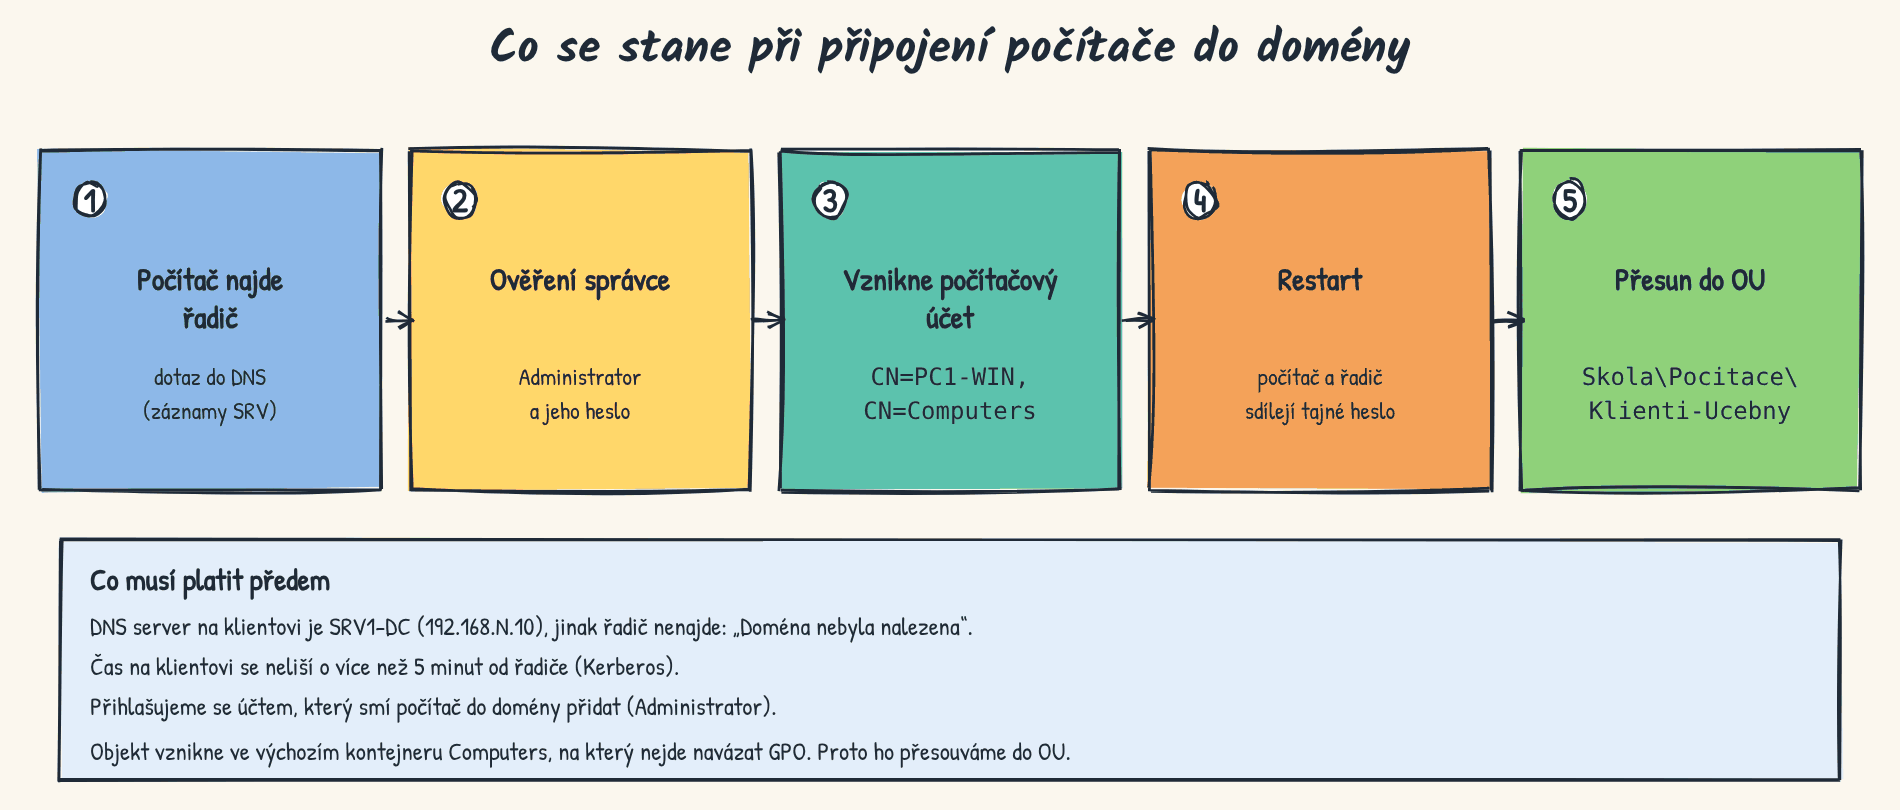 Co se stane při připojení počítače do domény
1
Počítač najde
řadič
dotaz do DNS
(záznamy SRV)
2
Ověření správce
Administrator
a jeho heslo
3
Vznikne počítačový
účet
CN=PC1-WIN,
CN=Computers
4
Restart
počítač a řadič
sdílejí tajné heslo
5
Přesun do OU
Skola\Pocitace\
Klienti-Ucebny
Co musí platit předem
DNS server na klientovi je SRV1-DC (192.168.N.10), jinak řadič nenajde: „Doména nebyla nalezena“.
Čas na klientovi se neliší o více než 5 minut od řadiče (Kerberos).
Přihlašujeme se účtem, který smí počítač do domény přidat (Administrator).
Objekt vznikne ve výchozím kontejneru Computers, na který nejde navázat GPO. Proto ho přesouváme do OU.